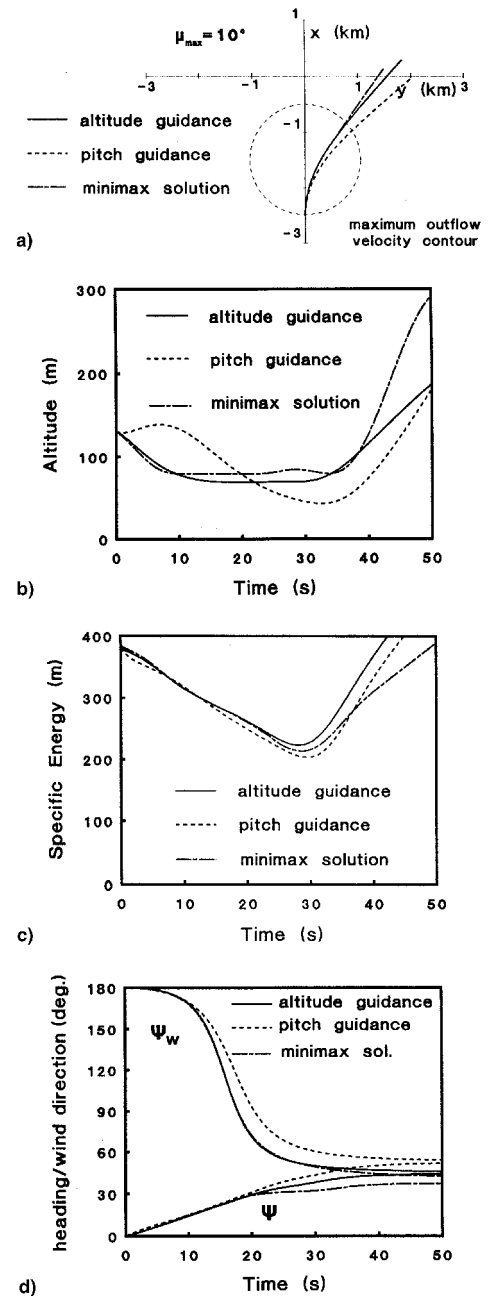 1
μmax=10°
x (km)
-3
-1
1
3
y (km)
altitude guidance
-1
pitch guidance
minimax solution
-3
maximum outflow
velocity contour
a)
300
altitude guidance
pitch guidance
200
minimax solution
Altitude (m)
100
0
0 10 20 30 40 50
Time (s)
b)
400
300
Specific Energy (m)
200
altitude guidance
100
pitch guidance
minimax solution
0
0 10 20 30 40 50
Time (s)
c)
180
altitude guidance
pitch guidance
150
Ψw
minimax sol.
120
heading/wind direction (deg.)
90
60
30
Ψ
0
0 10 20 30 40 50
Time (s)
d)